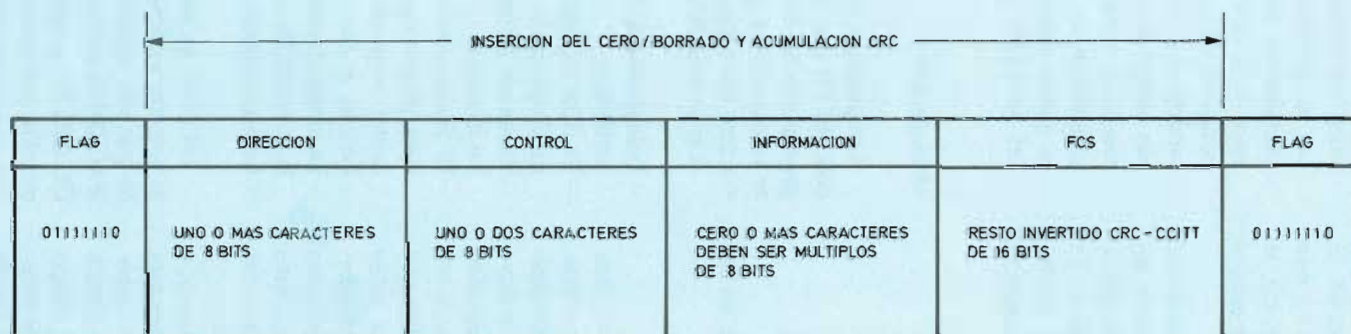 INSERCION DEL CERO/BORRADO Y ACUMULACION CRC
FLAG DIRECCION CONTROL INFORMACION FCS FLAG
01111110 UNO O MAS CARACTERES UNO O DOS CARACTERES CERO O MAS CARACTERES RESTO INVERTIDO CRC-CCITT 01111110
DE 8 BITS DE 8 BITS DEBEN SER MULTIPLOS DE 16 BITS
DE 8 BITS